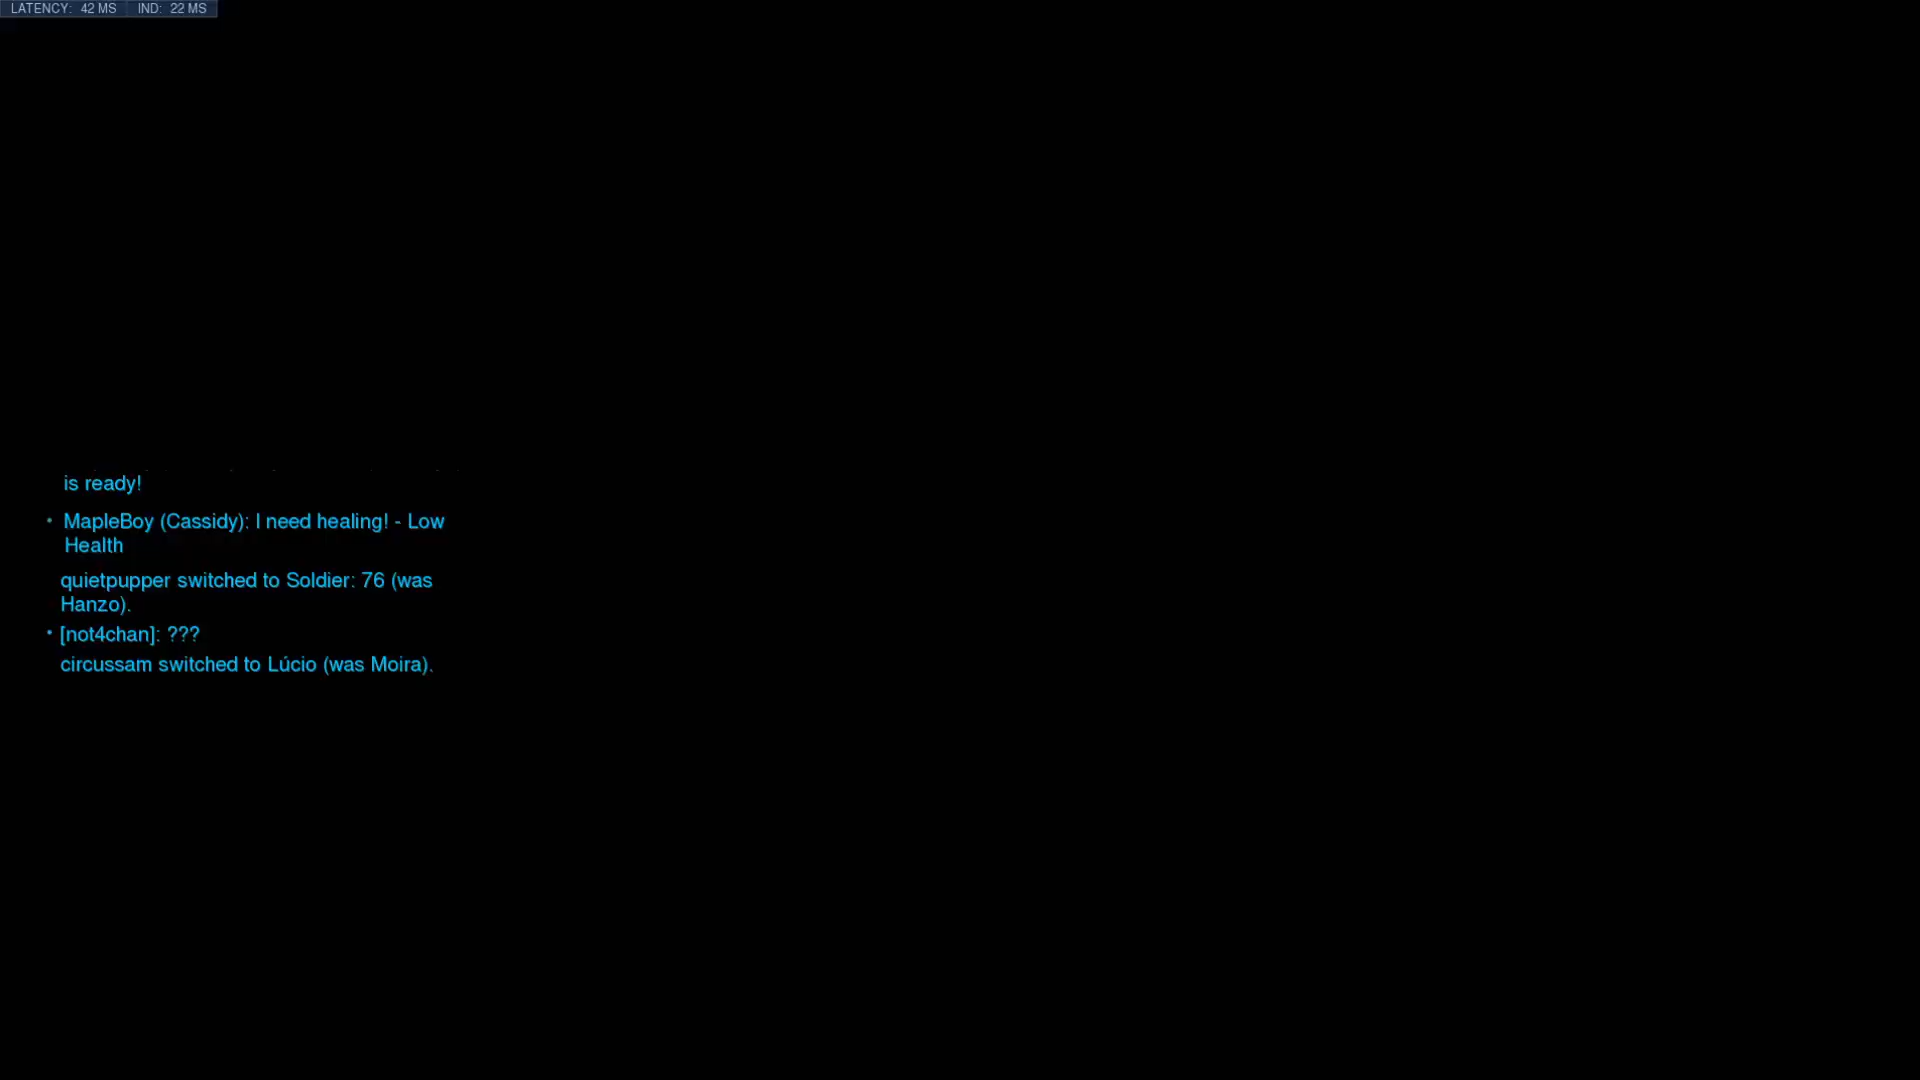 LATENCY: 42 MS IND: 22 MS
is ready!
MapleBoy (Cassidy): I need healing! - Low
Health
quietpupper switched to Soldier: 76 (was
Hanzo).
[not4chan]: ???
circussam switched to Lúcio (was Moira).